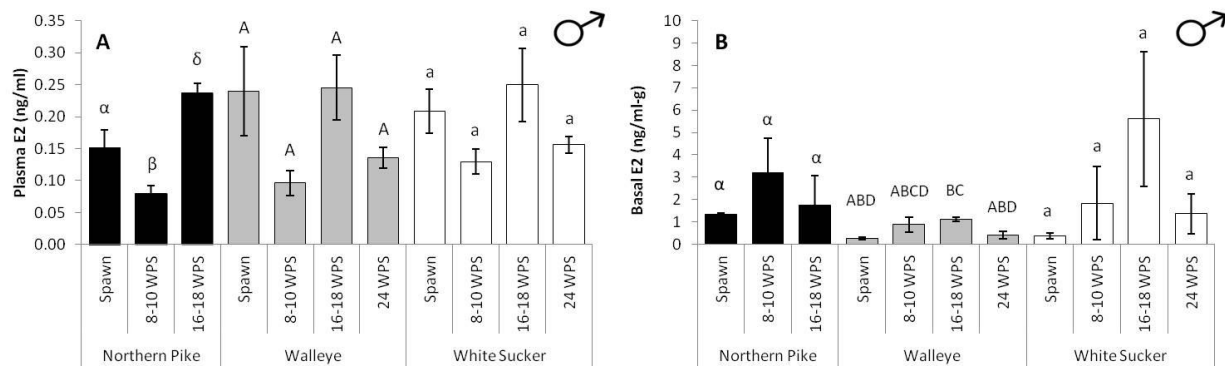 A
Plasma E2 (ng/ml)
0.35
0.30
0.25
0.20
0.15
0.10
0.05
0.00
α
β
δ
A
A
A
A
a
a
a
a
Spawn
8-10 WPS
16-18 WPS
Spawn
8-10 WPS
16-18 WPS
24 WPS
Spawn
8-10 WPS
16-18 WPS
24 WPS
Northern Pike
Walleye
White Sucker
B
Basal E2 (ng/ml-g)
10
9
8
7
6
5
4
3
2
1
0
α
α
α
ABD
ABCD
BC
ABD
a
a
a
a
Spawn
8-10 WPS
16-18 WPS
Spawn
8-10 WPS
16-18 WPS
24 WPS
Spawn
8-10 WPS
16-18 WPS
24 WPS
Northern Pike
Walleye
White Sucker